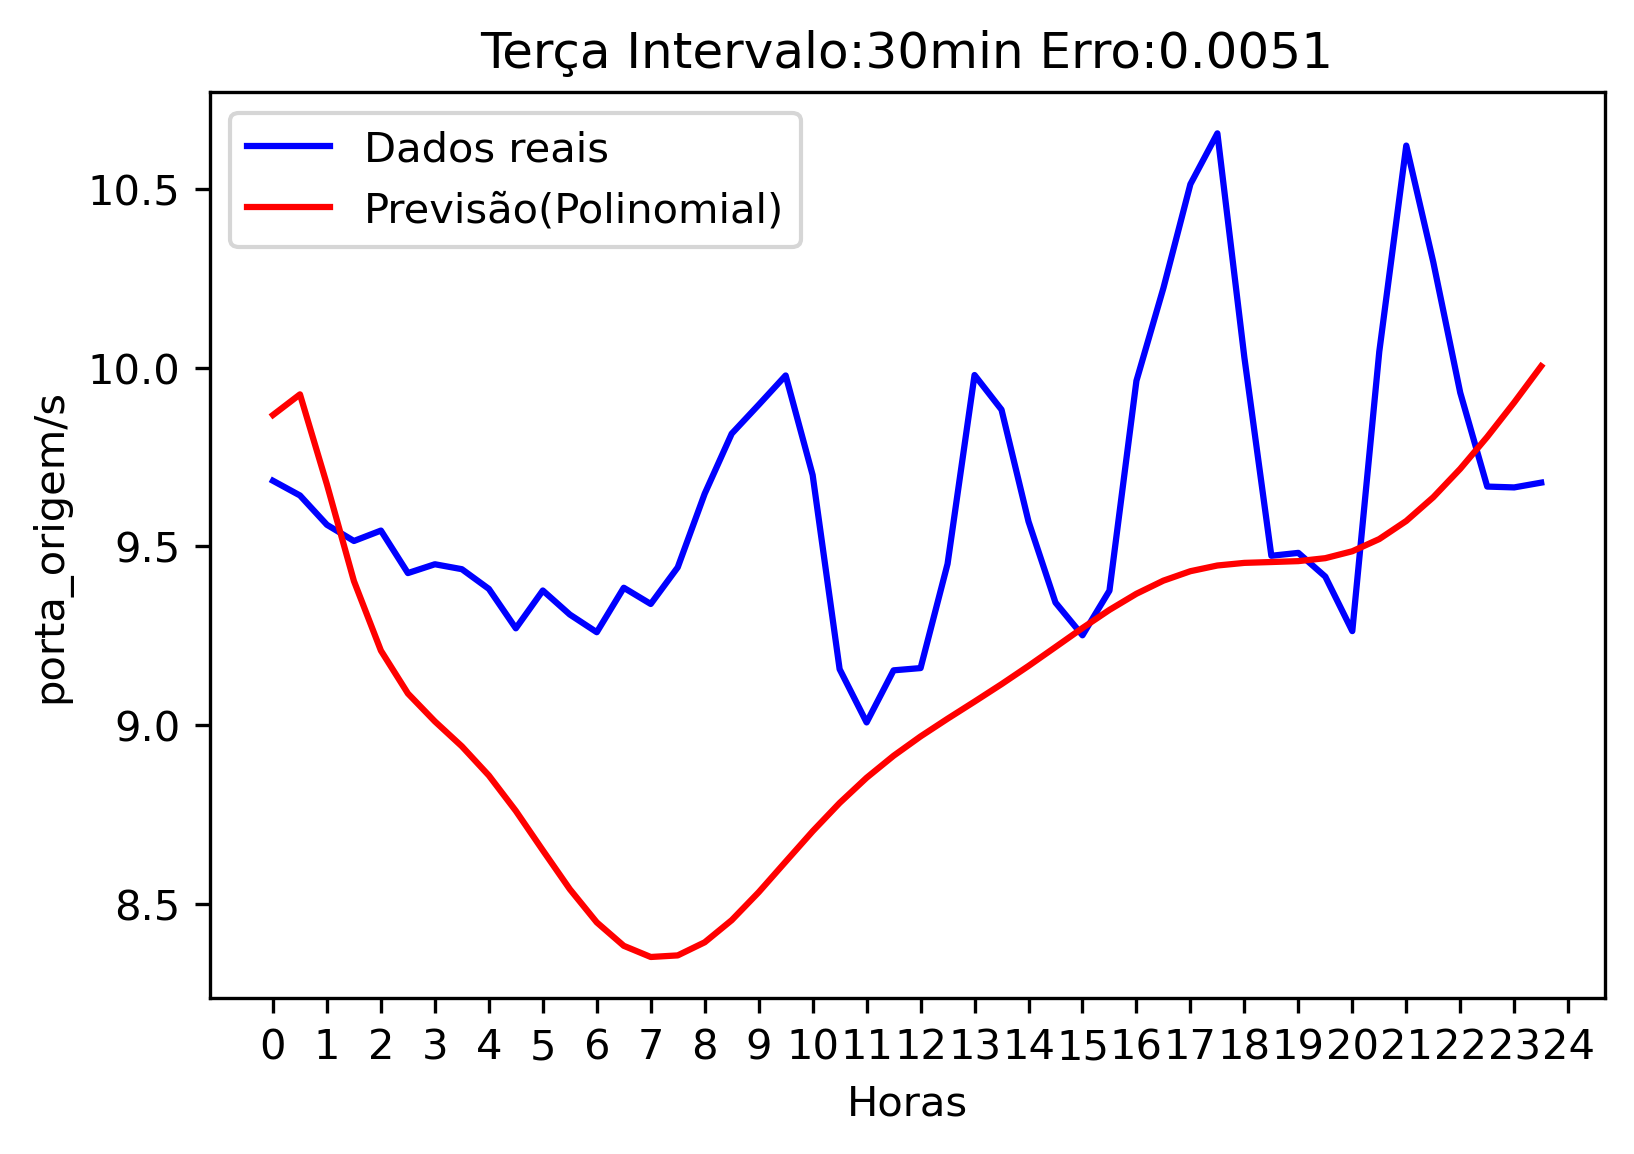 Terça Intervalo:30min Erro:0.0051
Dados reais
Previsão(Polinomial)
10.5
10.0
9.5
9.0
8.5
porta_origem/s
0 1 2 3 4 5 6 7 8 9 10 11 12 13 14 15 16 17 18 19 20 21 22 23 24
Horas